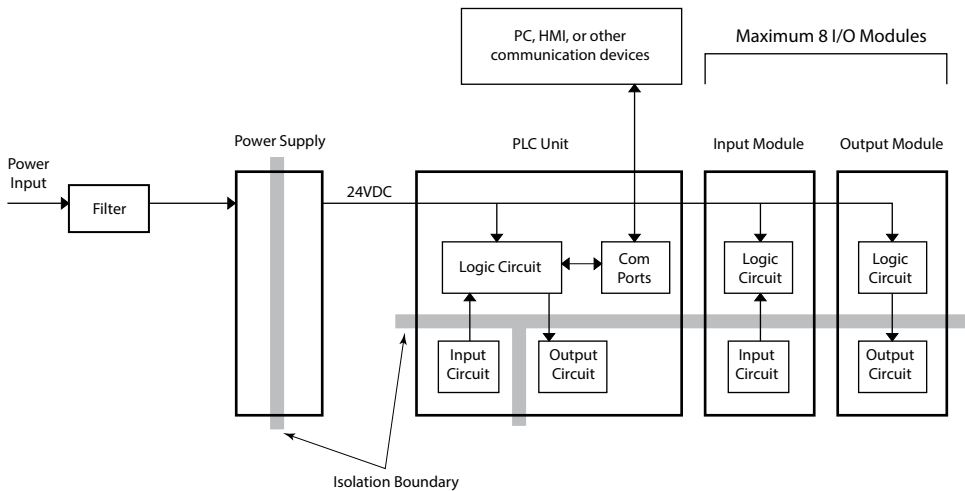 PC, HMI, or other
communication devices
Maximum 8 I/O Modules
Power Supply
PLC Unit
Input Module
Output Module
Power
Input
Filter
24VDC
Logic Circuit
Com
Ports
Logic
Circuit
Logic
Circuit
Input
Circuit
Output
Circuit
Input
Circuit
Output
Circuit
Isolation Boundary